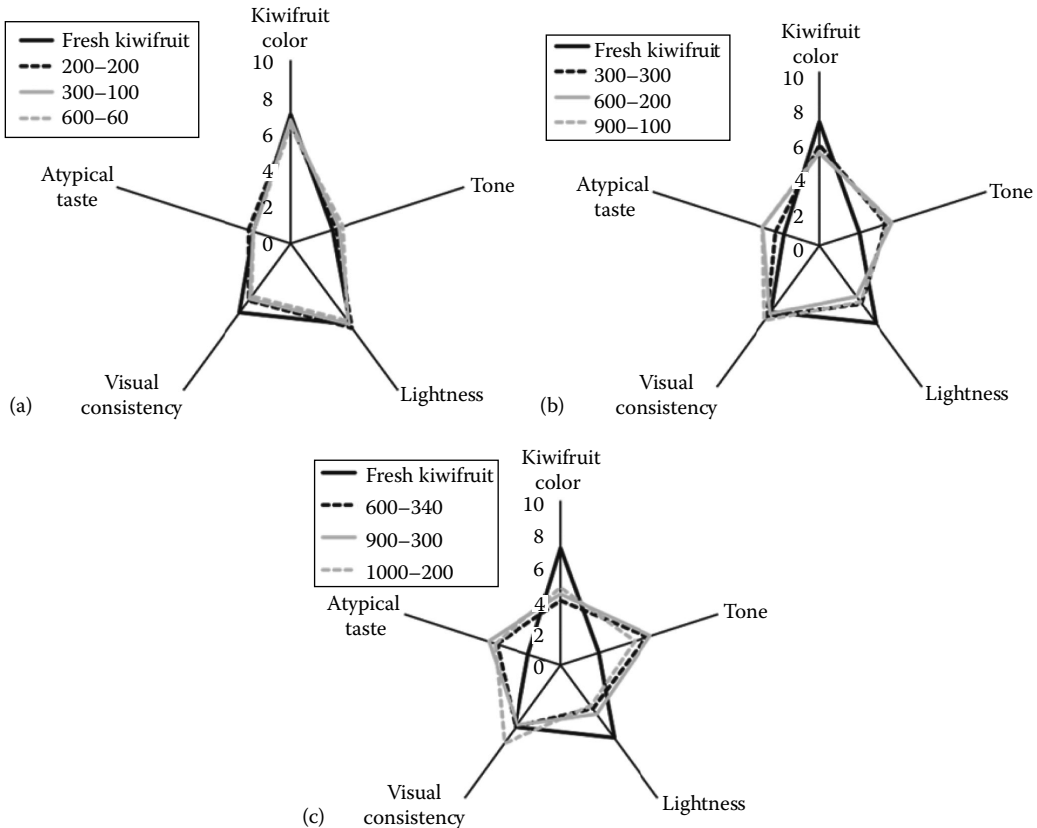 Fresh kiwifruit
200–200
300–100
600–60
Kiwifruit
color
10
8
6
4
2
0
Atypical
taste
Tone
Visual
consistency
Lightness
(a)
Fresh kiwifruit
300–300
600–200
900–100
Kiwifruit
color
10
8
6
4
2
0
Atypical
taste
Tone
Visual
consistency
Lightness
(b)
Fresh kiwifruit
600–340
900–300
1000–200
Kiwifruit
color
10
8
6
4
2
0
Atypical
taste
Tone
Visual
consistency
Lightness
(c)